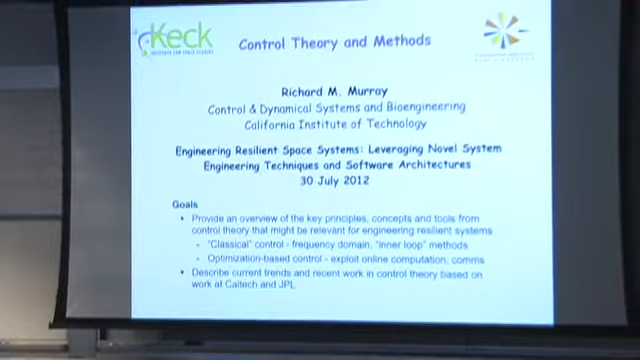 Keck
INSTITUTE FOR SPACE STUDIES
Control Theory and Methods
Richard M. Murray
Control & Dynamical Systems and Bioengineering
California Institute of Technology
Engineering Resilient Space Systems: Leveraging Novel System
Engineering Techniques and Software Architectures
30 July 2012
Goals
• Provide an overview of the key principles, concepts and tools from
control theory that might be relevant for engineering resilient systems
- "Classical" control - frequency domain, "inner loop" methods
- Optimization-based control - exploit online computation, comms
• Describe current trends and recent work in control theory based on
work at Caltech and JPL